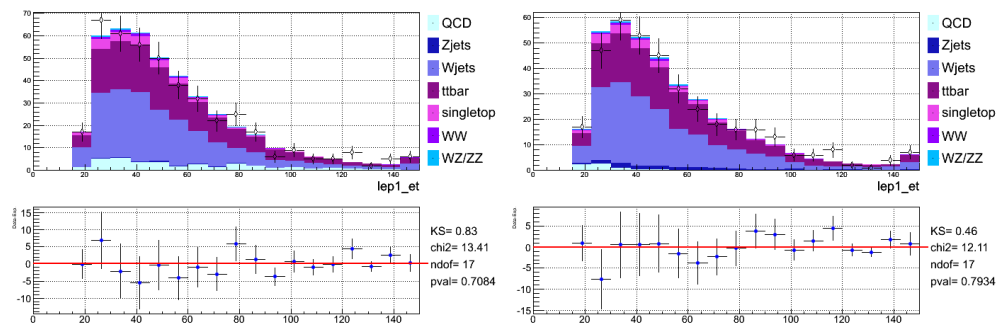 70
60
50
40
30
20
10
0
0 20 40 60 80 100 120 140
lep1_et
QCD
Zjets
Wjets
ttbar
singletop
WW
WZ/ZZ
60
50
40
30
20
10
0
0 20 40 60 80 100 120 140
lep1_et
QCD
Zjets
Wjets
ttbar
singletop
WW
WZ/ZZ
Data-Exp
15
10
5
0
-5
-10
0 20 40 60 80 100 120 140
KS= 0.83
chi2= 13.41
ndof= 17
pval= 0.7084
Data-Exp
5
0
-5
-10
-15
0 20 40 60 80 100 120 140
KS= 0.46
chi2= 12.11
ndof= 17
pval= 0.7934